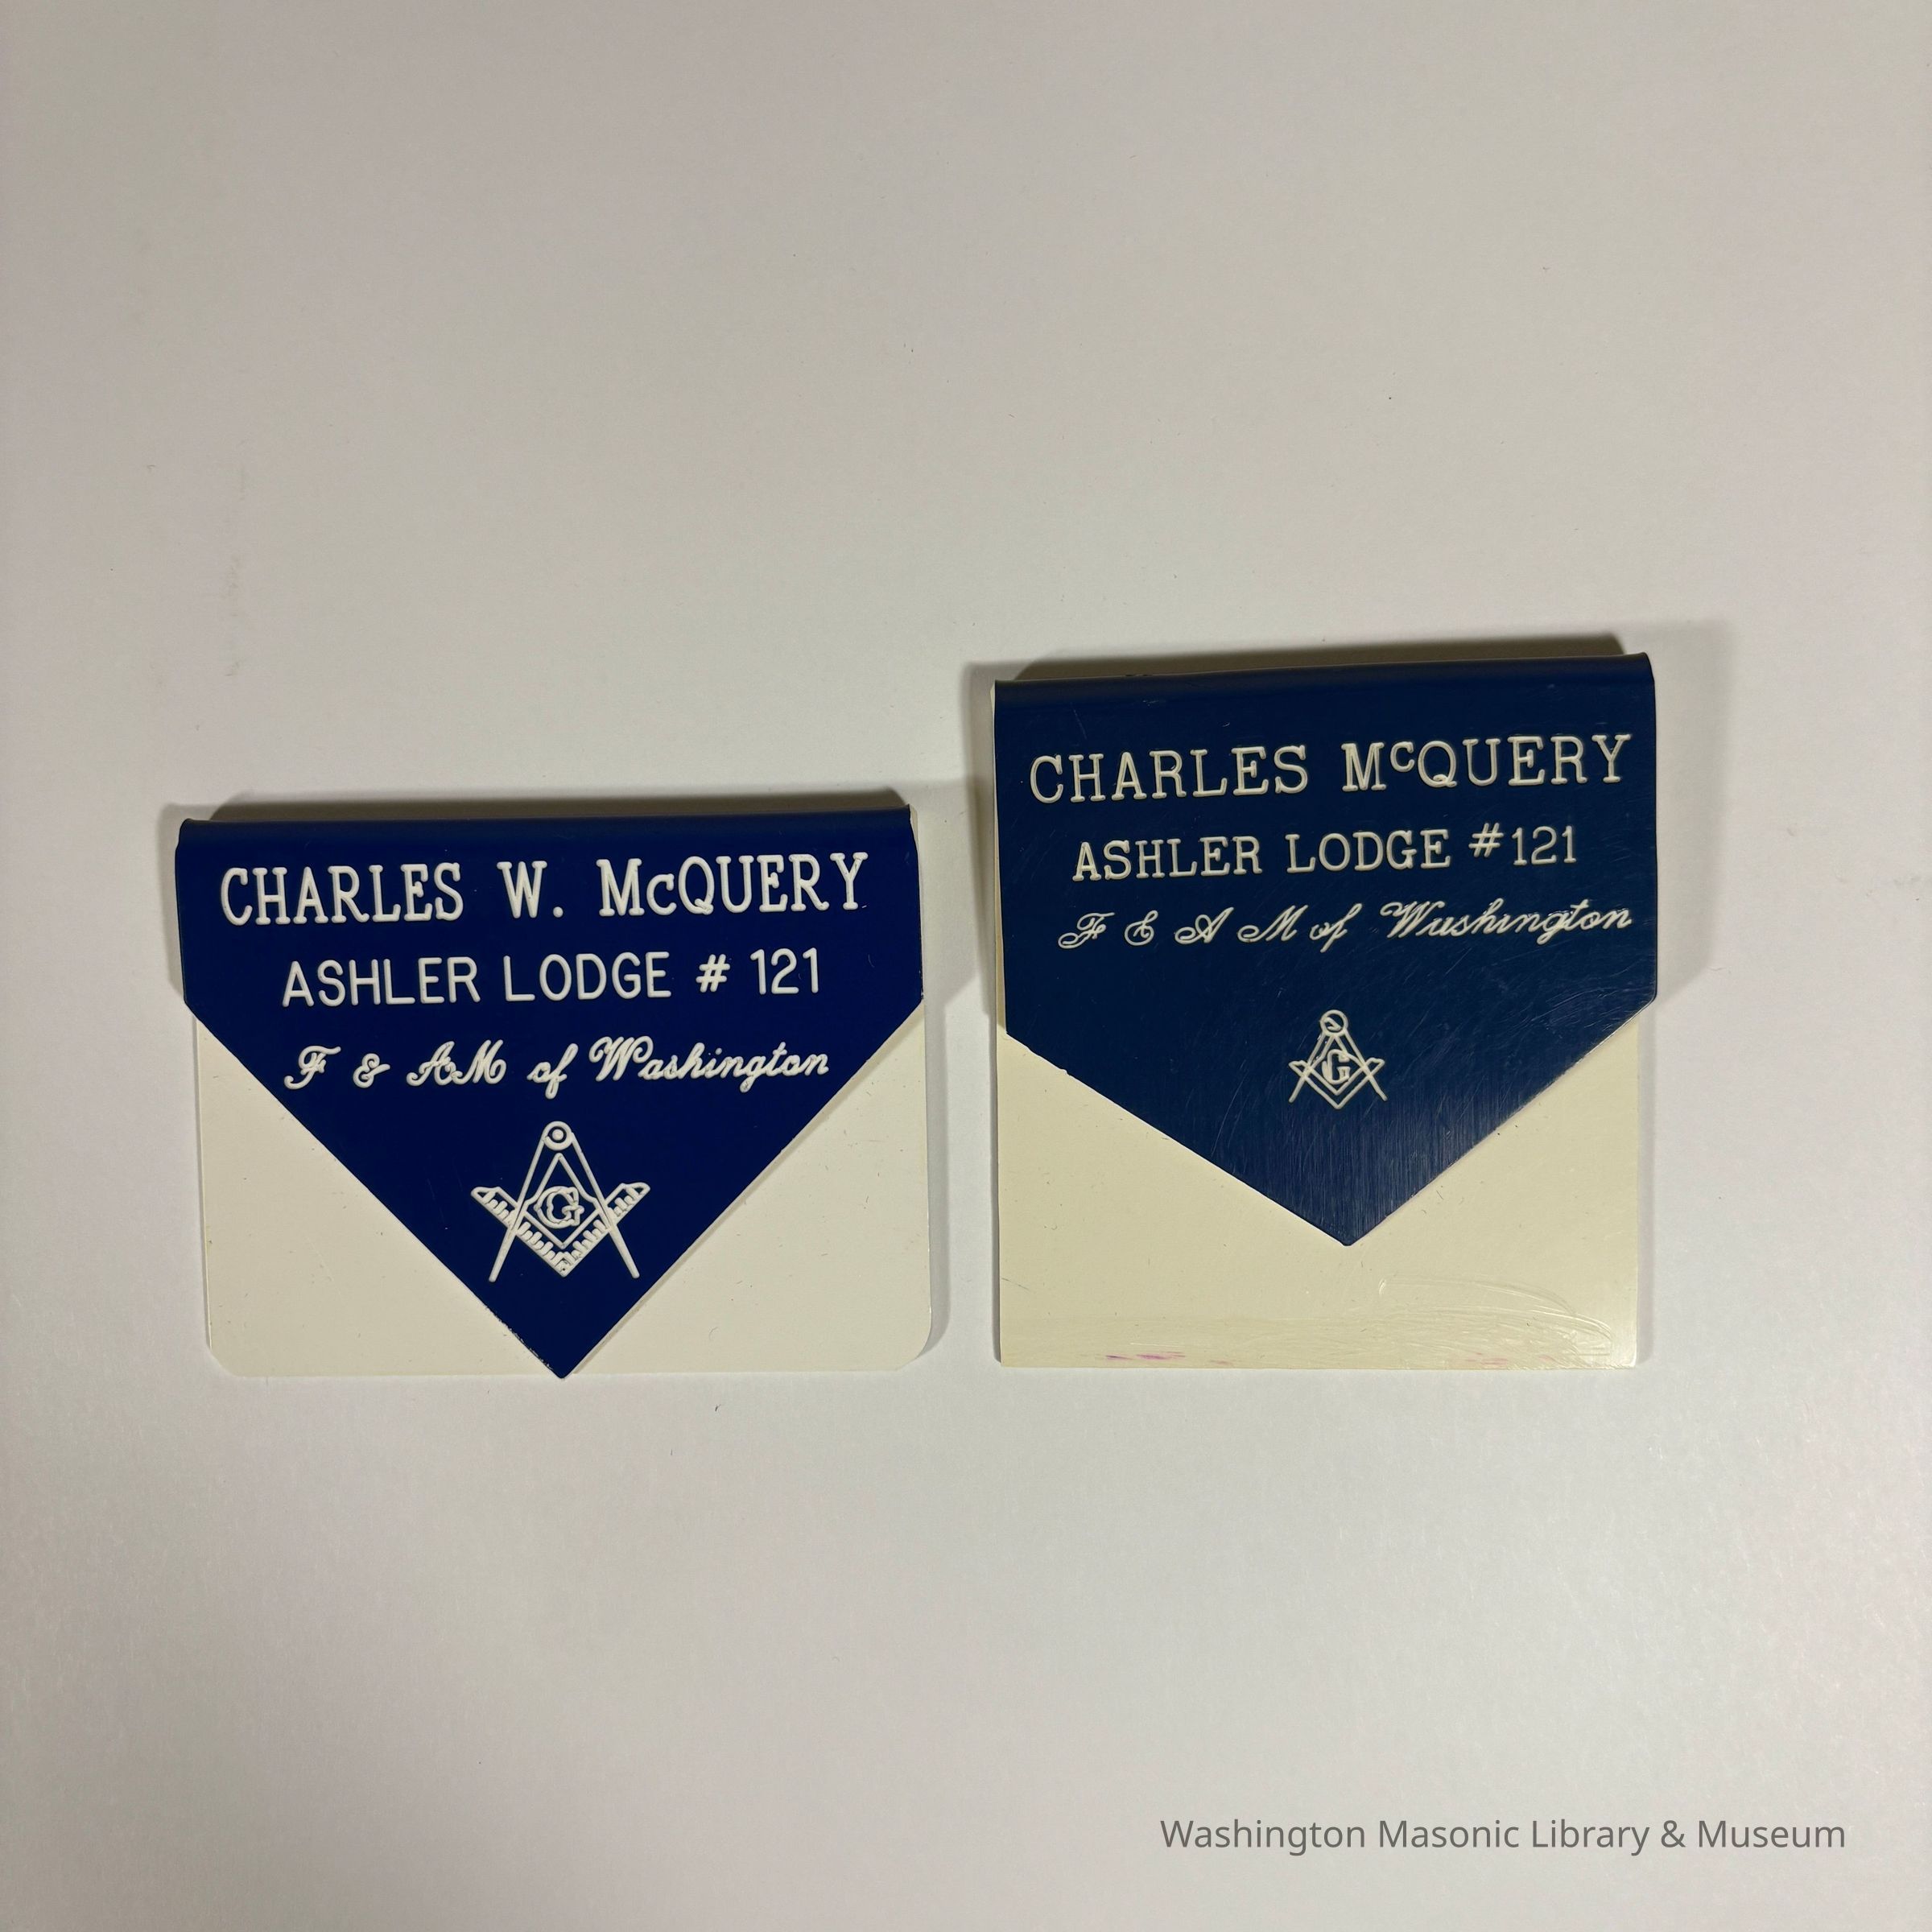 CHARLES W. McQUERY
ASHLER LODGE # 121
F & AM of Washington
G
CHARLES McQUERY
ASHLER LODGE #121
F & A M of Washington
G
Washington Masonic Library & Museum